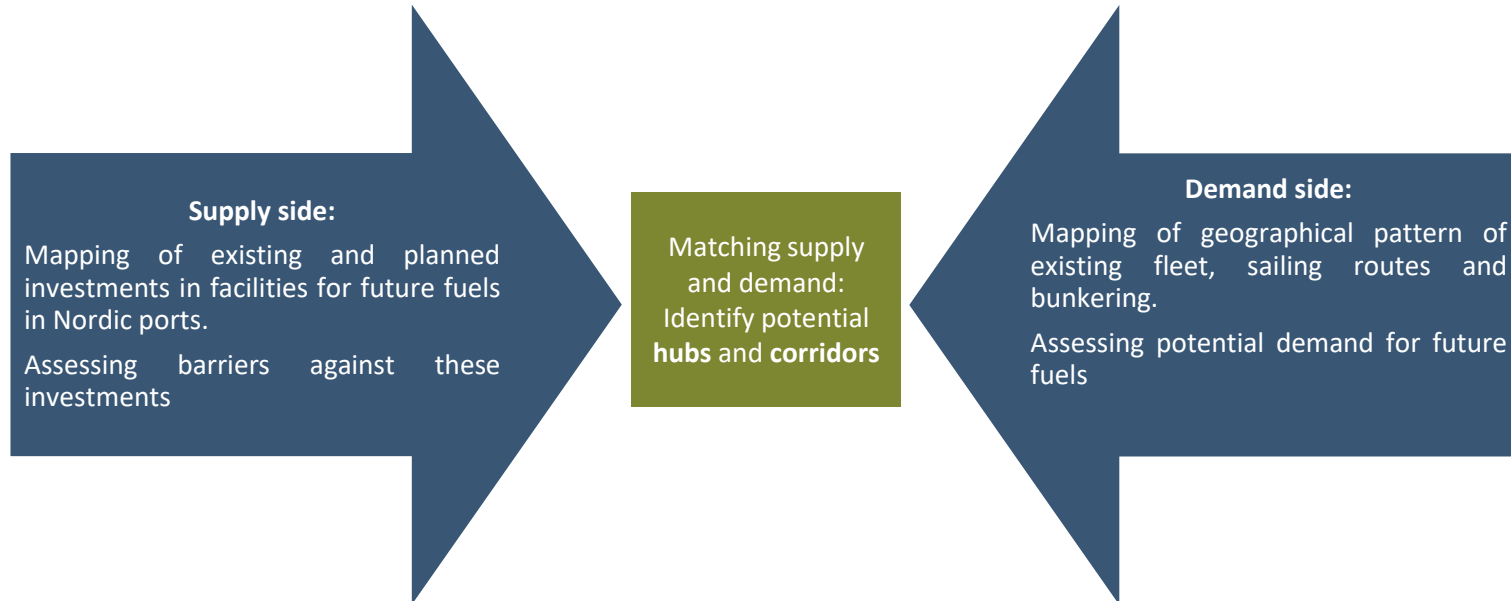 Supply side:
Mapping of existing and planned
investments in facilities for future fuels
in Nordic ports.
Assessing barriers against these
investments
Matching supply
and demand:
Identify potential
hubs and corridors
Demand side:
Mapping of geographical pattern of
existing fleet, sailing routes and
bunkering.
Assessing potential demand for future
fuels